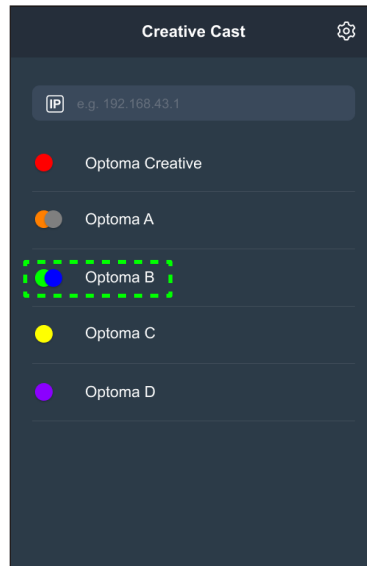 Creative Cast
IP e.g. 192.168.43.1
Optoma Creative
Optoma A
Optoma B
Optoma C
Optoma D